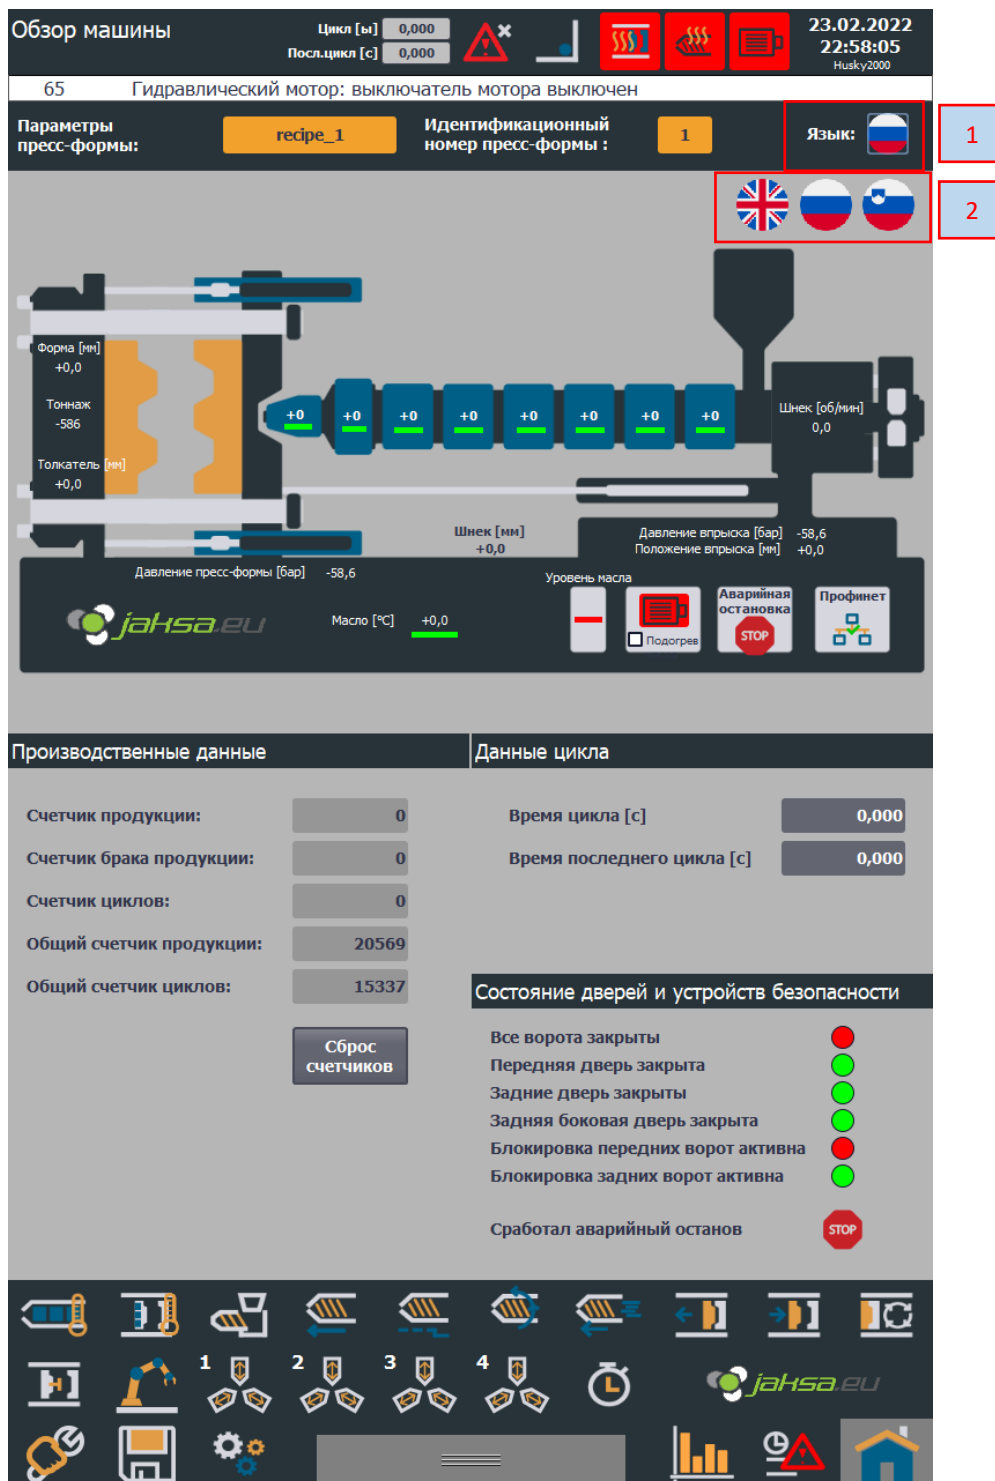 Обзор машины
Цикл [ы] 0,000
Посл.цикл [с] 0,000
23.02.2022
22:58:05
Husky2000
65 Гидравлический мотор: выключатель мотора выключен
Параметры
пресс-формы:
recipe_1
Идентификационный
номер пресс-формы :
1
Язык:
1
2
Форма [мм]
+0,0
Тоннаж
-586
Толкатель [мм]
+0,0
+0 +0 +0 +0 +0 +0 +0 +0
Шнек [об/мин]
0,0
Шнек [мм]
+0,0
Давление впрыска [бар] -58,6
Положение впрыска [мм] +0,0
Давление пресс-формы [бар] -58,6
Уровень масла
jaksa.eu
Масло [°C] +0,0
Подогрев
Аварийная
остановка
STOP
Профинет
Производственные данные
Счетчик продукции: 0
Счетчик брака продукции: 0
Счетчик циклов: 0
Общий счетчик продукции: 20569
Общий счетчик циклов: 15337
Сброс
счетчиков
Данные цикла
Время цикла [с] 0,000
Время последнего цикла [с] 0,000
Состояние дверей и устройств безопасности
Все ворота закрыты
Передняя дверь закрыта
Задние дверь закрыты
Задняя боковая дверь закрыта
Блокировка передних ворот активна
Блокировка задних ворот активна
Сработал аварийный останов
STOP
1 2 3 4
jaksa.eu